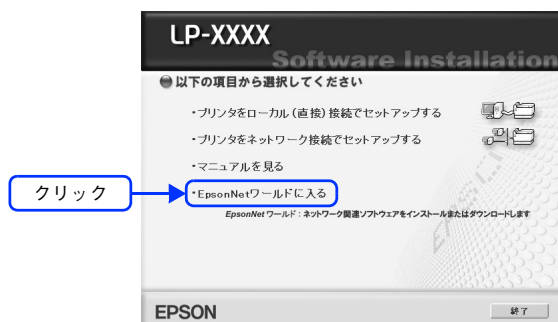 LP-XXXX
Software Installation
以下の項目から選択してください
・プリンタをローカル(直接)接続でセットアップする
・プリンタをネットワーク接続でセットアップする
・マニュアルを見る
クリック
・EpsonNetワールドに入る
EpsonNet ワールド：ネットワーク関連ソフトウェアをインストールまたはダウンロードします
EPSON
終了